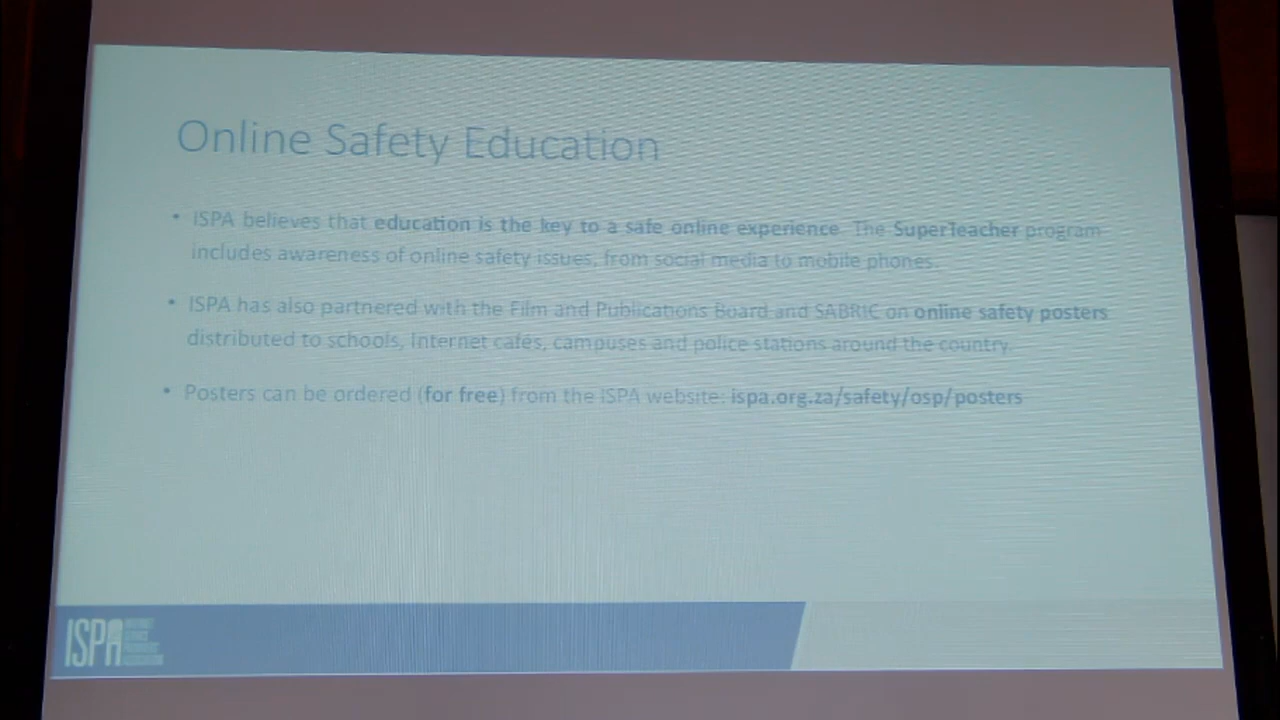 Online Safety Education
• ISPA believes that education is the key to a safe online experience. The SuperTeacher program
includes awareness of online safety issues, from social media to mobile phones.
• ISPA has also partnered with the Film and Publications Board and SABRIC on online safety posters
distributed to schools, Internet cafés, campuses and police stations around the country.
• Posters can be ordered (for free) from the ISPA website: ispa.org.za/safety/osp/posters
ISPA